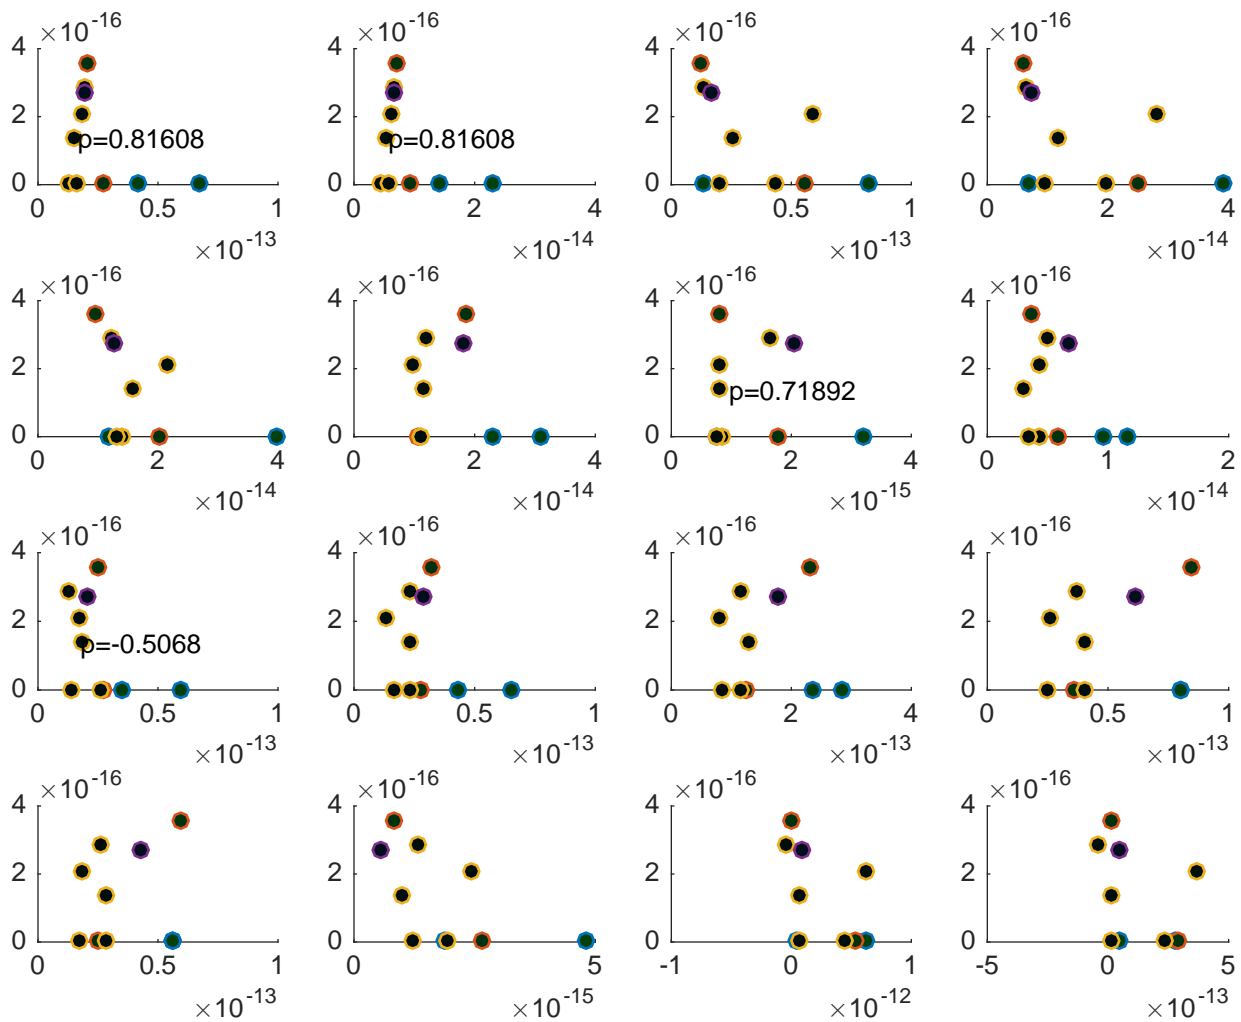 ×10-16 ×10-16 ×10-16 ×10-16
4 4 4 4
2 2 2 2
p=0.81608 p=0.81608
0 0 0 0
0 0.5 1 0 2 4 0 0.5 1 0 2 4
×10-13 ×10-14 ×10-13 ×10-14
×10-16 ×10-16 ×10-16 ×10-16
4 4 4 4
2 2 2 2
p=0.71892
0 0 0 0
0 2 4 0 2 4 0 2 4 0 1 2
×10-14 ×10-14 ×10-15 ×10-14
×10-16 ×10-16 ×10-16 ×10-16
4 4 4 4
2 2 2 2
p=-0.5068
0 0 0 0
0 0.5 1 0 0.5 1 0 2 4 0 0.5 1
×10-13 ×10-13 ×10-13 ×10-13
×10-16 ×10-16 ×10-16 ×10-16
4 4 4 4
2 2 2 2
0 0 0 0
0 0.5 1 0 5 -1 0 1 -5 0 5
×10-13 ×10-15 ×10-12 ×10-13